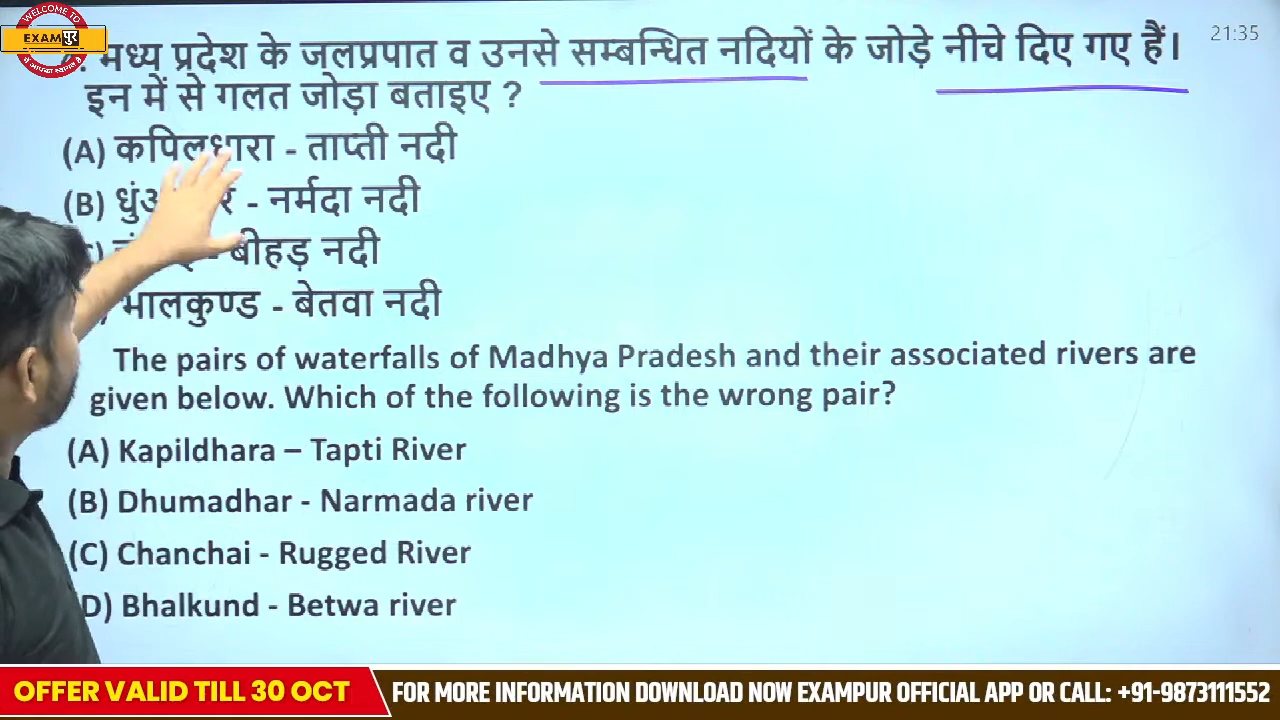 WELCOME TO
EXAM पुर
21:35
मध्य प्रदेश के जलप्रपात व उनसे सम्बन्धित नदियों के जोड़े नीचे दिए गए हैं।
इन में से गलत जोड़ा बताइए ?
(A) कपिलधारा - ताप्ती नदी
(B) - नर्मदा नदी
- बीहड़ नदी
भालकुण्ड - बेतवा नदी
The pairs of waterfalls of Madhya Pradesh and their associated rivers are
given below. Which of the following is the wrong pair?
(A) Kapildhara – Tapti River
(B) Dhumadhar - Narmada river
(C) Chanchai - Rugged River
D) Bhalkund - Betwa river
OFFER VALID TILL 30 OCT
FOR MORE INFORMATION DOWNLOAD NOW EXAMPUR OFFICIAL APP OR CALL: +91-9873111552